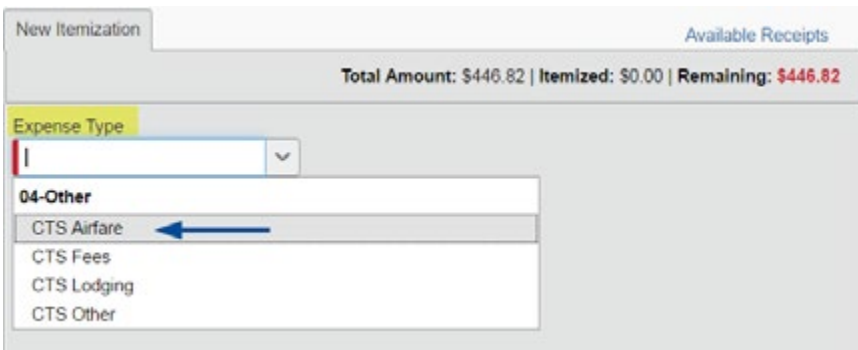 New Itemization
Available Receipts
Total Amount: $446.82 | Itemized: $0.00 | Remaining: $446.82
Expense Type
04-Other
CTS Airfare
CTS Fees
CTS Lodging
CTS Other